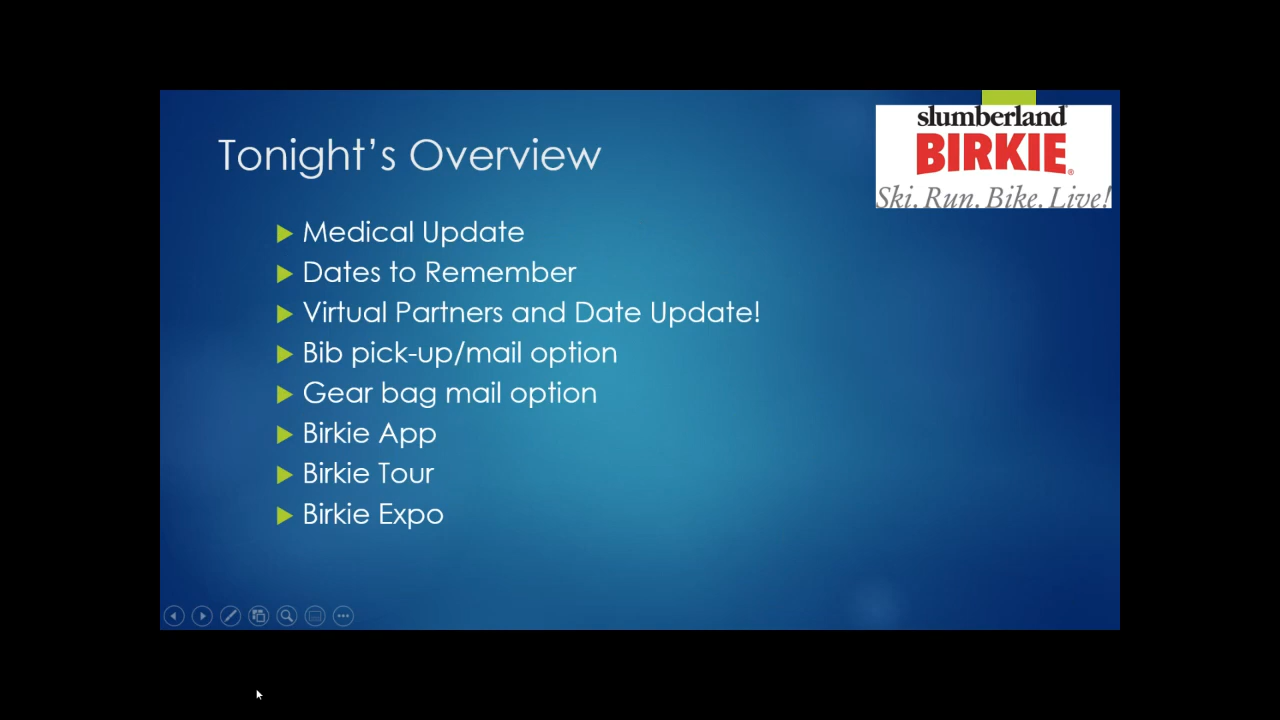 Tonight's Overview
slumberland
BIRKIE®
Ski. Run. Bike. Live!
Medical Update
Dates to Remember
Virtual Partners and Date Update!
Bib pick-up/mail option
Gear bag mail option
Birkie App
Birkie Tour
Birkie Expo